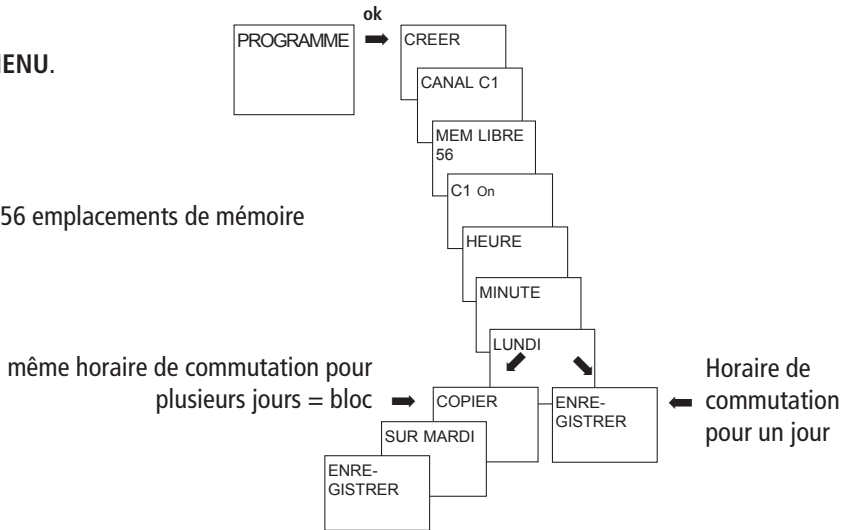 ok
PROGRAMME
CREER
MENU.
CANAL C1
MEM LIBRE
56
C1 On
56 emplacements de mémoire
HEURE
MINUTE
LUNDI
même horaire de commutation pour
plusieurs jours = bloc
COPIER
ENRE-
GISTRER
Horaire de
commutation
pour un jour
SUR MARDI
ENRE-
GISTRER